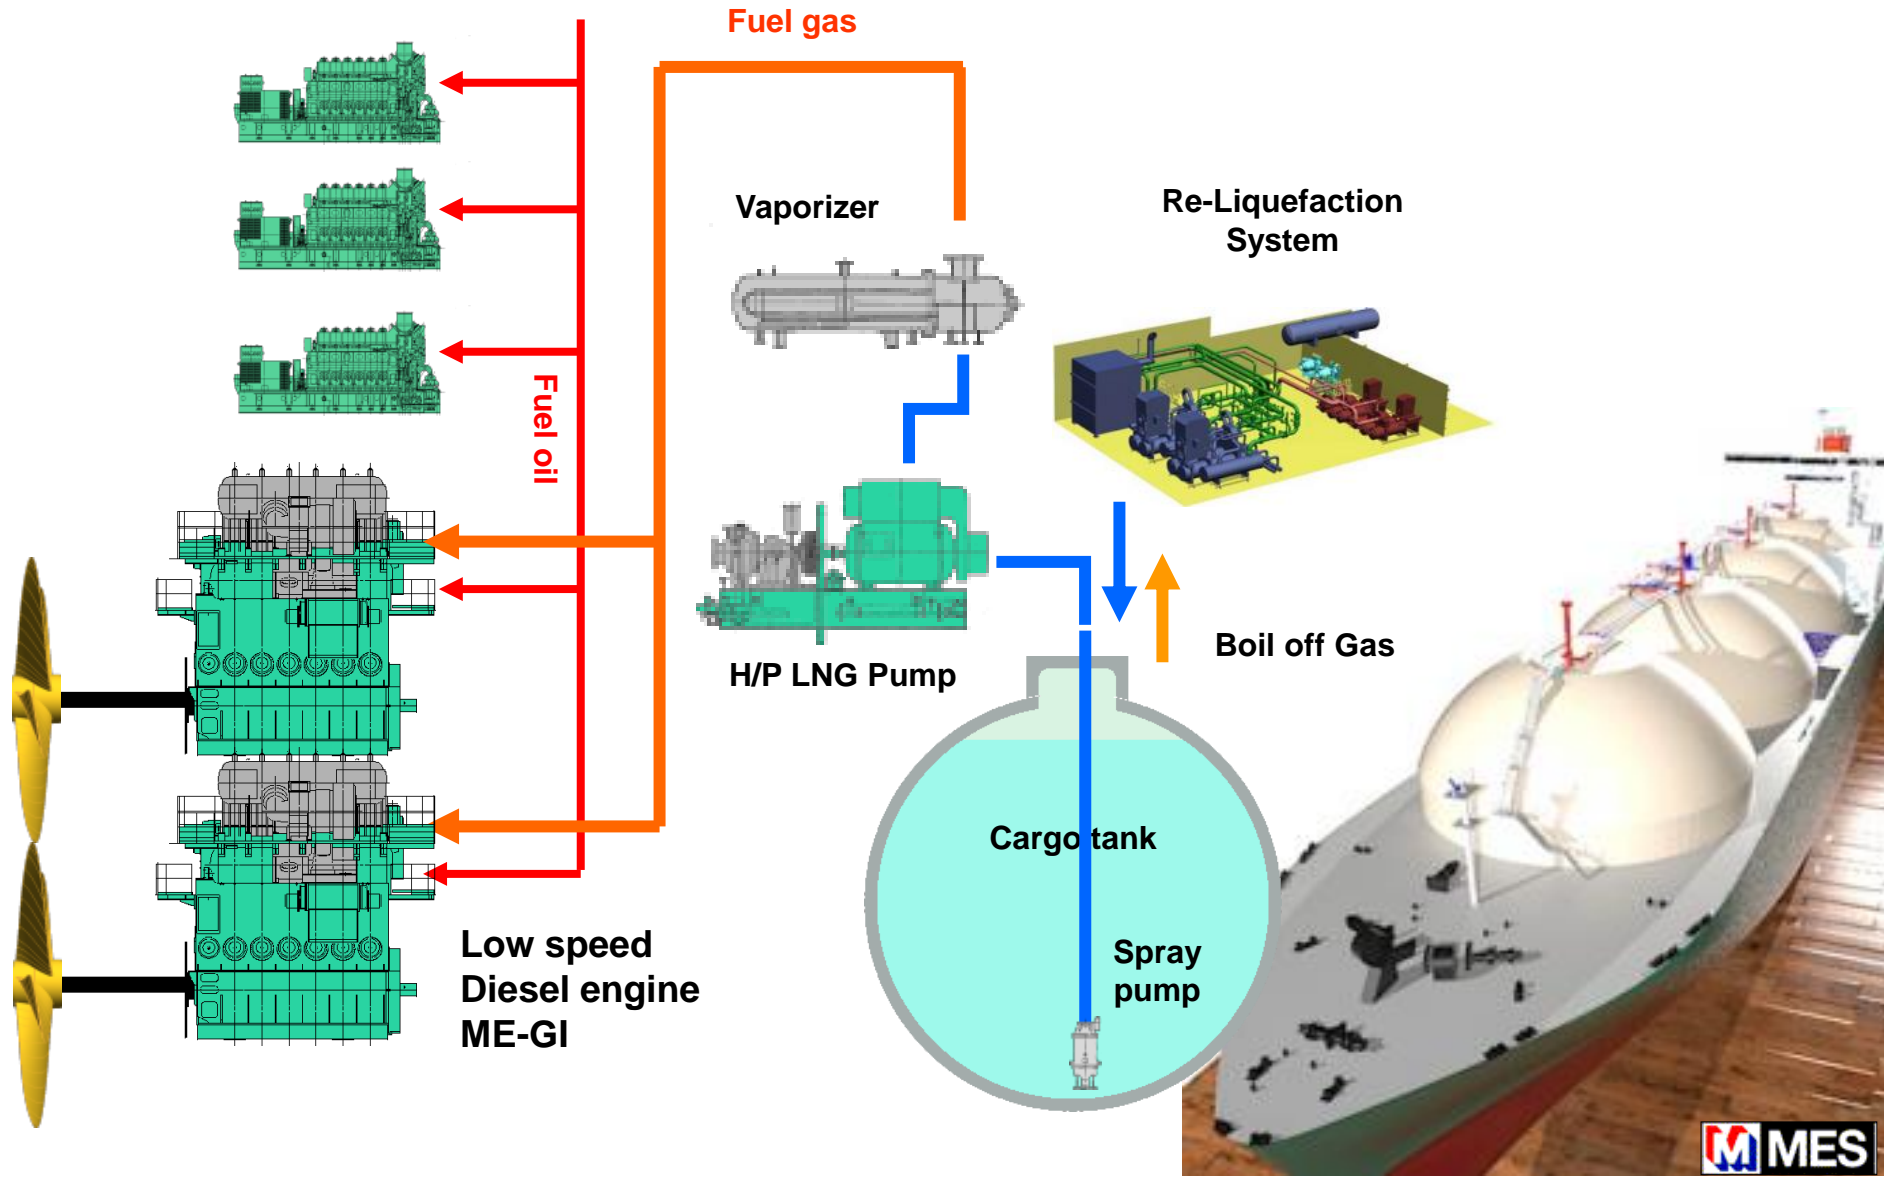 Fuel gas
Vaporizer
Re-Liquefaction
System
Fuel oil
H/P LNG Pump
Boil off Gas
Cargo tank
Spray
pump
Low speed
Diesel engine
ME-GI
MES